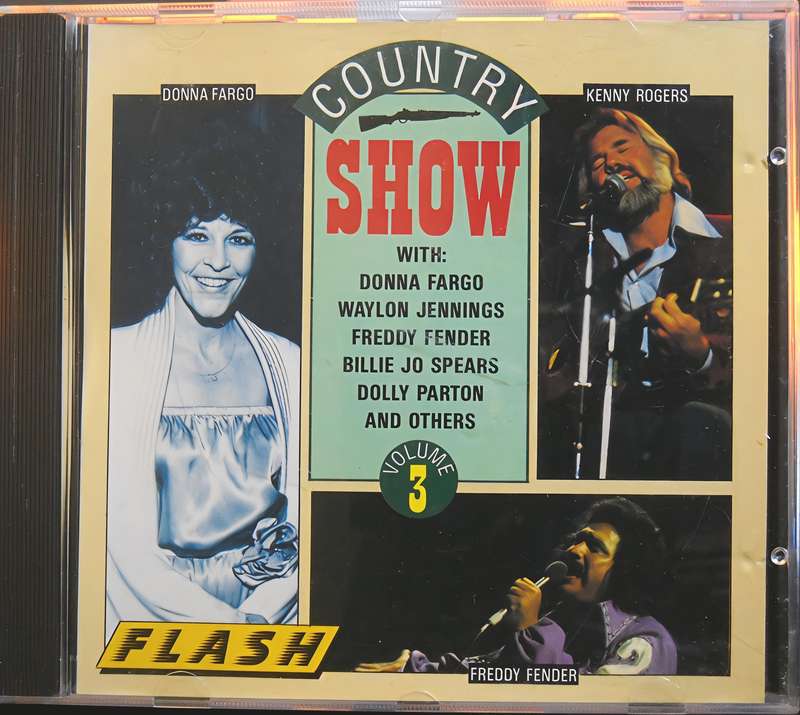 COUNTRY
DONNA FARGO
KENNY ROGERS
SHOW
WITH:
DONNA FARGO
WAYLON JENNINGS
FREDDY FENDER
BILLIE JO SPEARS
DOLLY PARTON
AND OTHERS
VOLUME
3
FLASH
FREDDY FENDER